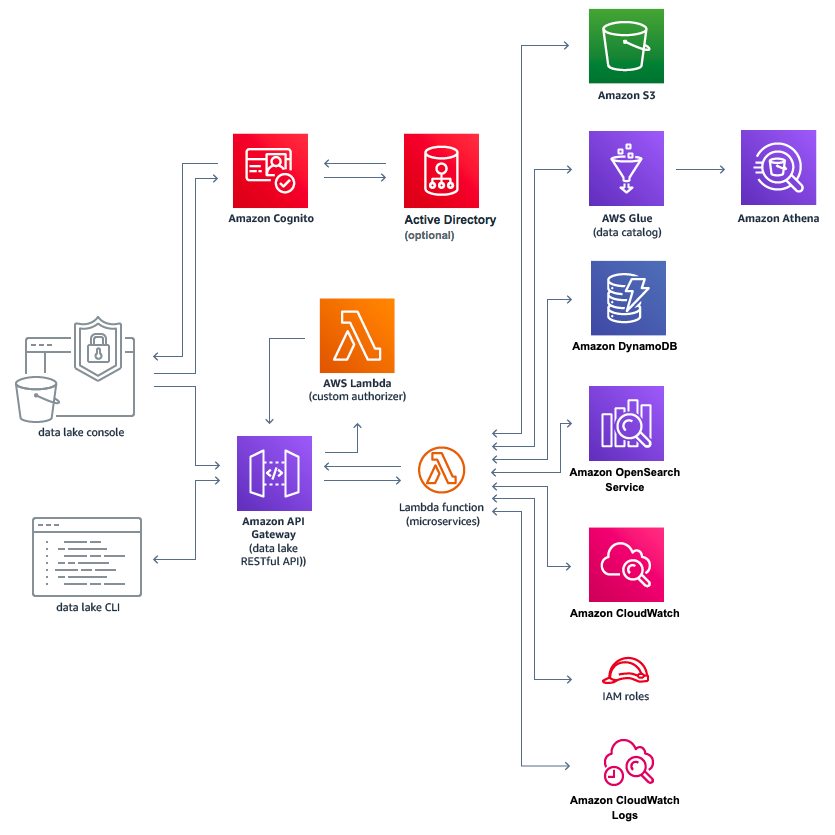 Amazon S3
Amazon Cognito
Active Directory
(optional)
AWS Glue
(data catalog)
Amazon Athena
Amazon DynamoDB
AWS Lambda
(custom authorizer)
data lake console
Amazon API
Gateway
(data lake
RESTful API))
Lambda function
(microservices)
Amazon OpenSearch
Service
data lake CLI
Amazon CloudWatch
IAM roles
Amazon CloudWatch
Logs